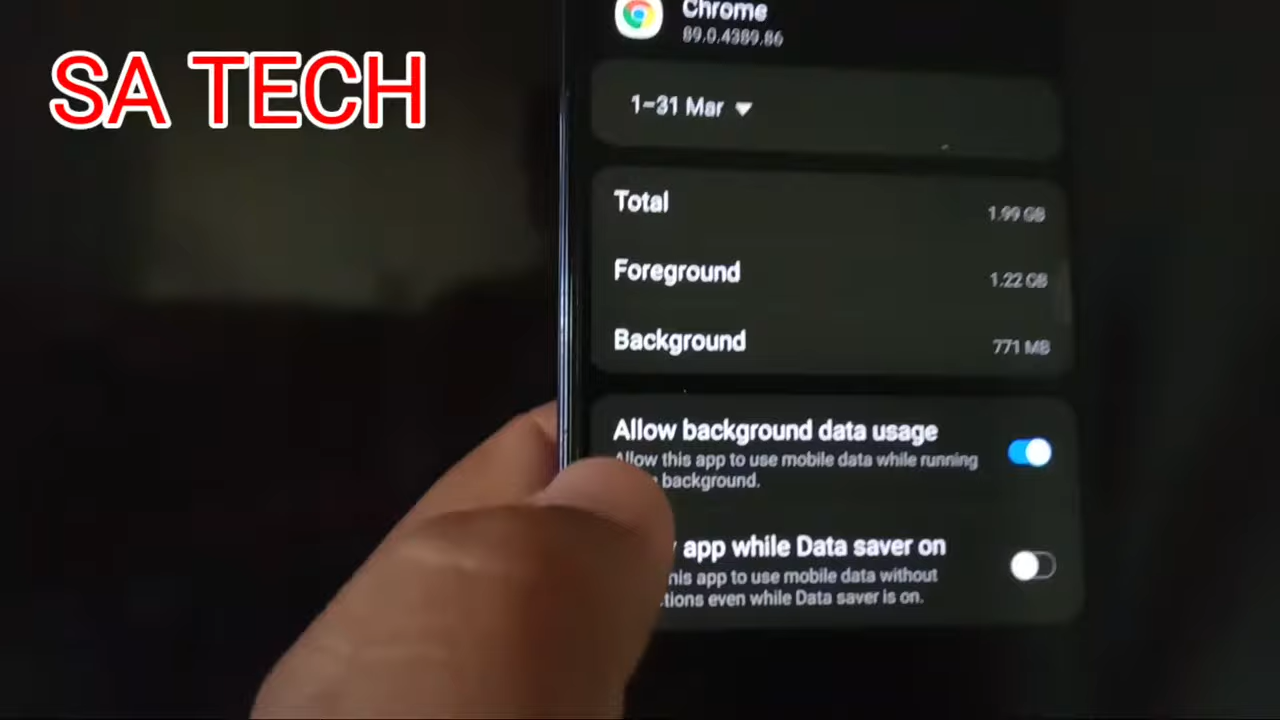 SA TECH
Chrome
89.0.4389.86
1–31 Mar
Total
1.99 GB
Foreground
1.22 GB
Background
771 MB
Allow background data usage
Allow this app to use mobile data while running
background.
app while Data saver on
this app to use mobile data without
tions even while Data saver is on.